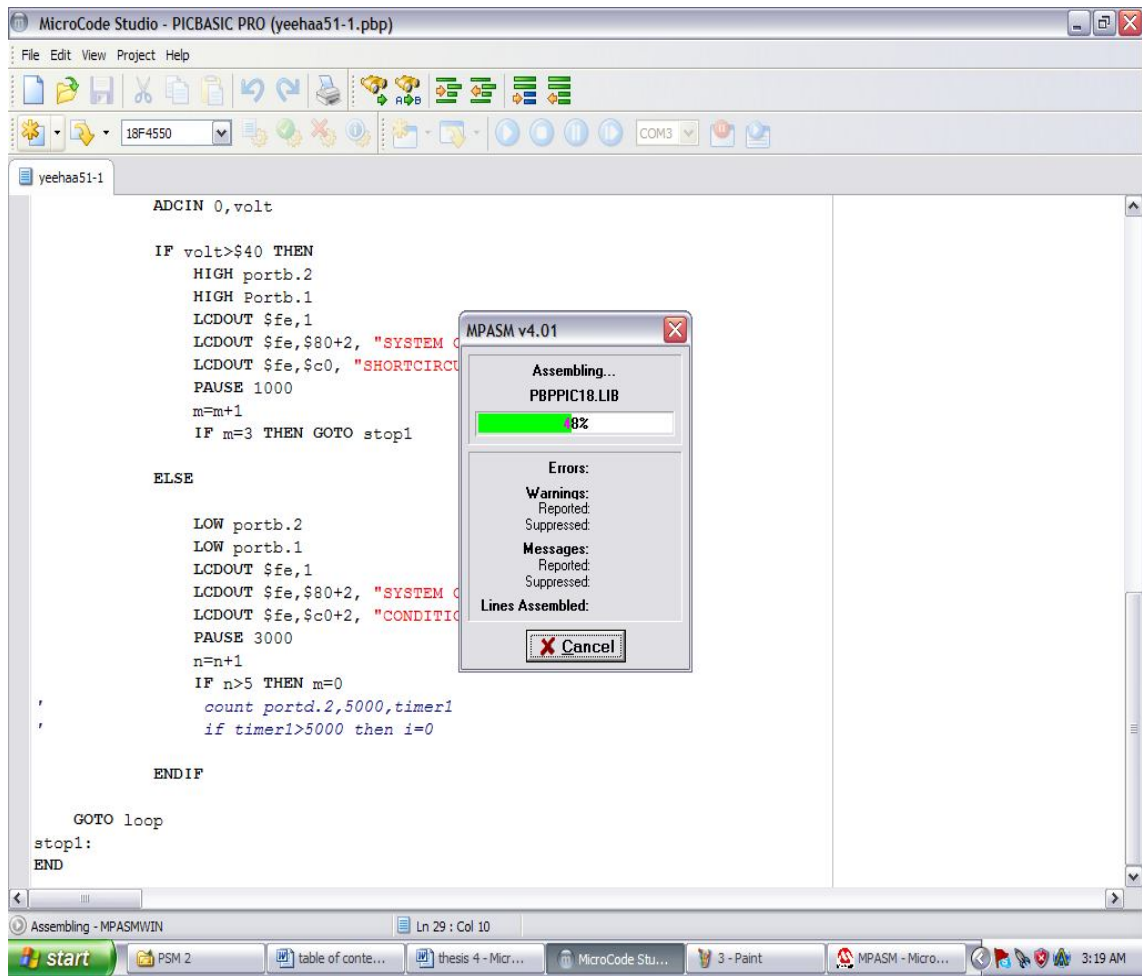 MicroCode Studio - PICBASIC PRO (yeehaa51-1.pbp)
File Edit View Project Help
A→B
18F4550
COM3
yeehaa51-1
ADCIN 0,volt
IF volt>$40 THEN
HIGH portb.2
HIGH Portb.1
LCDOUT $fe,1
LCDOUT $fe,$80+2, "SYSTEM
LCDOUT $fe,$c0, "SHORTCIRCU
PAUSE 1000
m=m+1
IF m=3 THEN GOTO stop1
ELSE
LOW portb.2
LOW portb.1
LCDOUT $fe,1
LCDOUT $fe,$80+2, "SYSTEM
LCDOUT $fe,$c0+2, "CONDITIO
PAUSE 3000
n=n+1
IF n>5 THEN m=0
' count portd.2,5000,timer1
' if timer1>5000 then i=0
ENDIF
GOTO loop
stop1:
END
MPASM v4.01
Assembling...
PBPPIC18.LIB
48%
Errors:
Warnings:
Reported:
Suppressed:
Messages:
Reported:
Suppressed:
Lines Assembled:
Cancel
Assembling - MPASMWIN
Ln 29 : Col 10
start
PSM 2
table of conte...
thesis 4 - Micr...
MicroCode Stu...
3 - Paint
MPASM - Micro...
3:19 AM